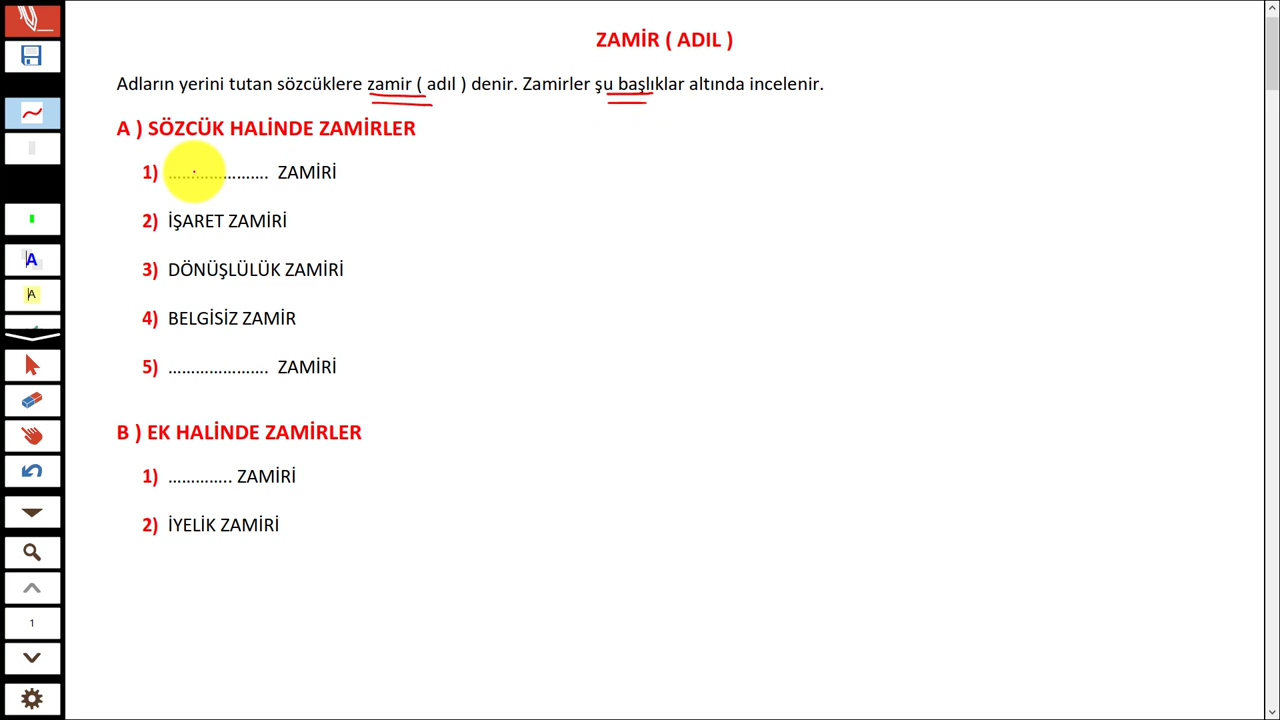 ZAMİR ( ADIL )
Adların yerini tutan sözcüklere zamir ( adıl ) denir. Zamirler şu başlıklar altında incelenir.
A ) SÖZCÜK HALİNDE ZAMİRLER
1) …………………. ZAMİRİ
2) İŞARET ZAMİRİ
3) DÖNÜŞLÜLÜK ZAMİRİ
4) BELGİSİZ ZAMİR
5) …………………. ZAMİRİ
B ) EK HALİNDE ZAMİRLER
1) ………….. ZAMİRİ
2) İYELİK ZAMİRİ
A
A
1